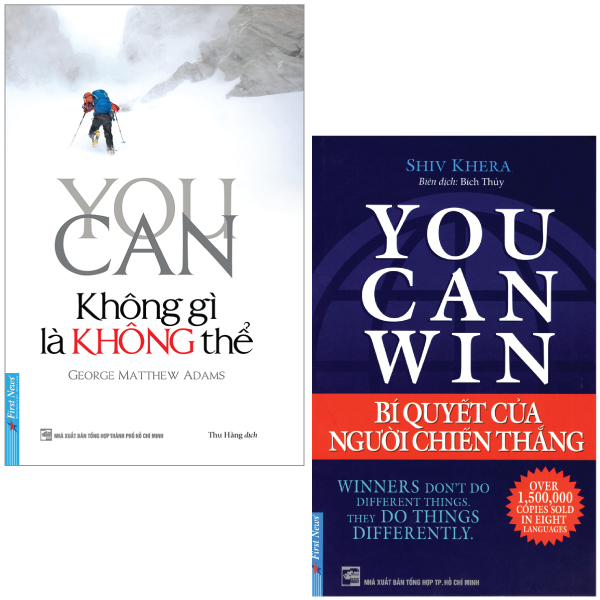 YOU
CAN
Không gì
là KHÔNG thể
GEORGE MATTHEW ADAMS
First News
NHÀ XUẤT BẢN TỔNG HỢP THÀNH PHỐ HỒ CHÍ MINH
Thu Hằng dịch
SHIV KHERA
Biên dịch: Bích Thủy
YOU
CAN
WIN
BÍ QUYẾT CỦA
NGƯỜI CHIẾN THẮNG
WINNERS DON'T DO
DIFFERENT THINGS.
THEY DO THINGS
DIFFERENTLY.
OVER
1,500,000
COPIES SOLD
IN EIGHT
LANGUAGES
First News
NHÀ XUẤT BẢN TỔNG HỢP TP. HỒ CHÍ MINH